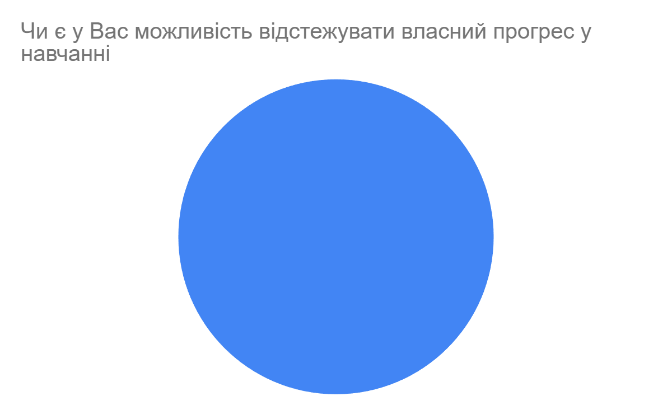 Чи є у Вас можливість відстежувати власний прогрес у
навчанні